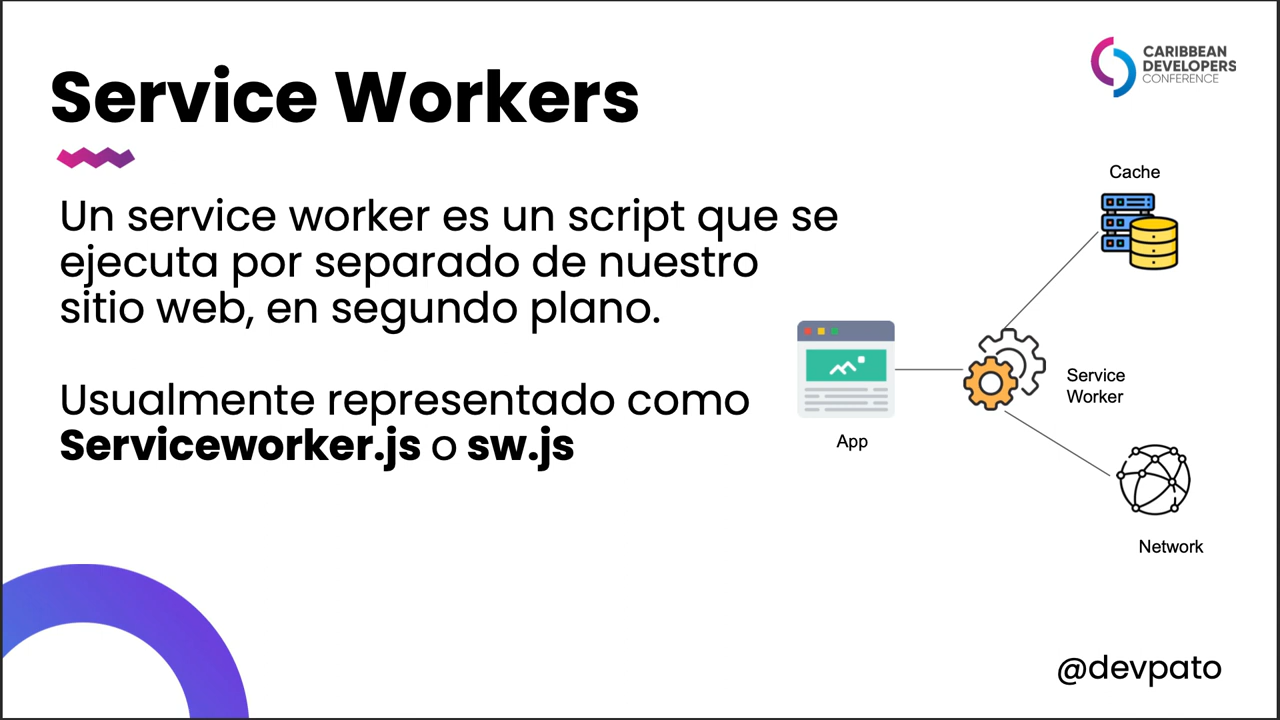 Service Workers
CARIBBEAN
DEVELOPERS
CONFERENCE
Un service worker es un script que se
ejecuta por separado de nuestro
sitio web, en segundo plano.
Usualmente representado como
Serviceworker.js o sw.js
Cache
App
Service
Worker
Network
@devpato